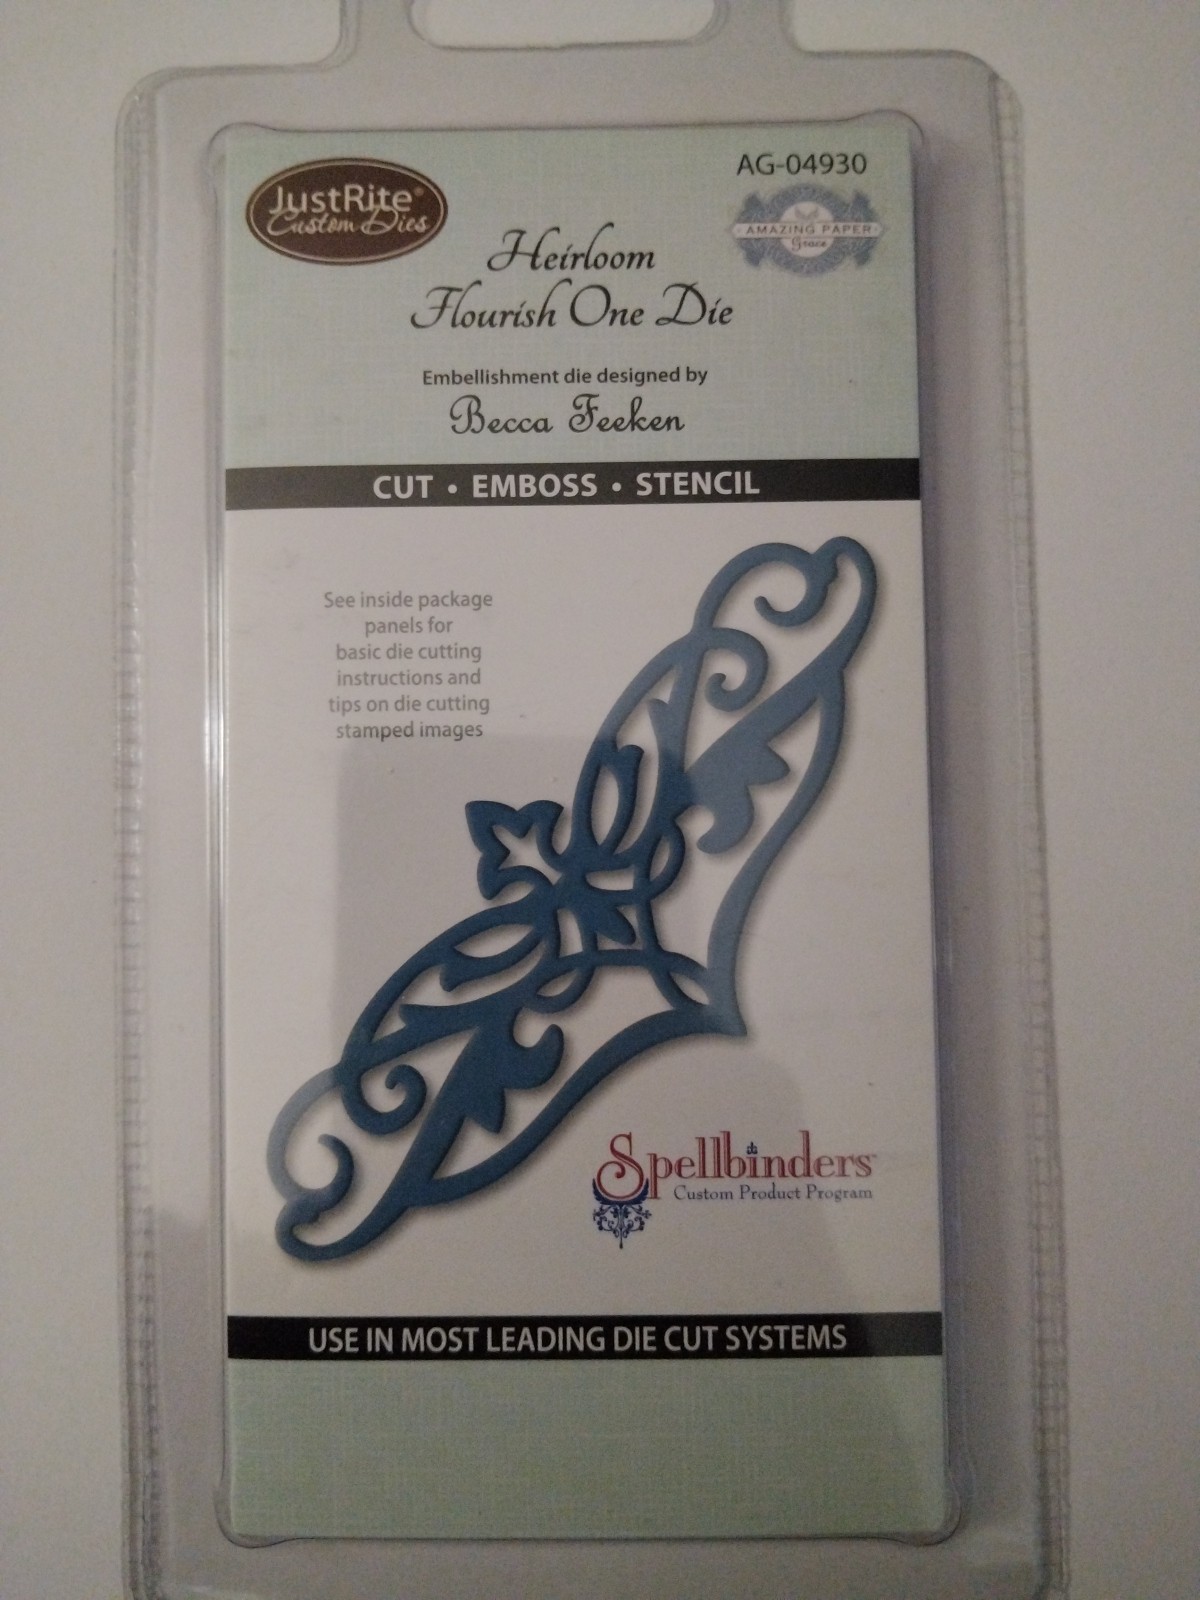 JustRite®
Custom Dies
AG-04930
AMAZING PAPER
Grace
Heirloom
Flourish One Die
Embellishment die designed by
Becca Feeken
CUT • EMBOSS • STENCIL
See inside package
panels for
basic die cutting
instructions and
tips on die cutting
stamped images
Spellbinders™
Custom Product Program
USE IN MOST LEADING DIE CUT SYSTEMS